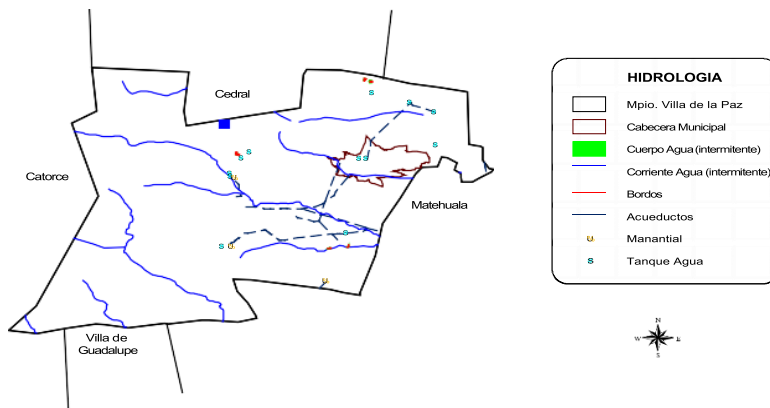 Cedral
Catorce
Matehuala
Villa de
Guadalupe
HIDROLOGIA
Mpio. Villa de la Paz
Cabecera Municipal
Cuerpo Agua (intermitente)
Corriente Agua (intermitente)
Bordos
Acueductos
U Manantial
S Tanque Agua
N
W E
S